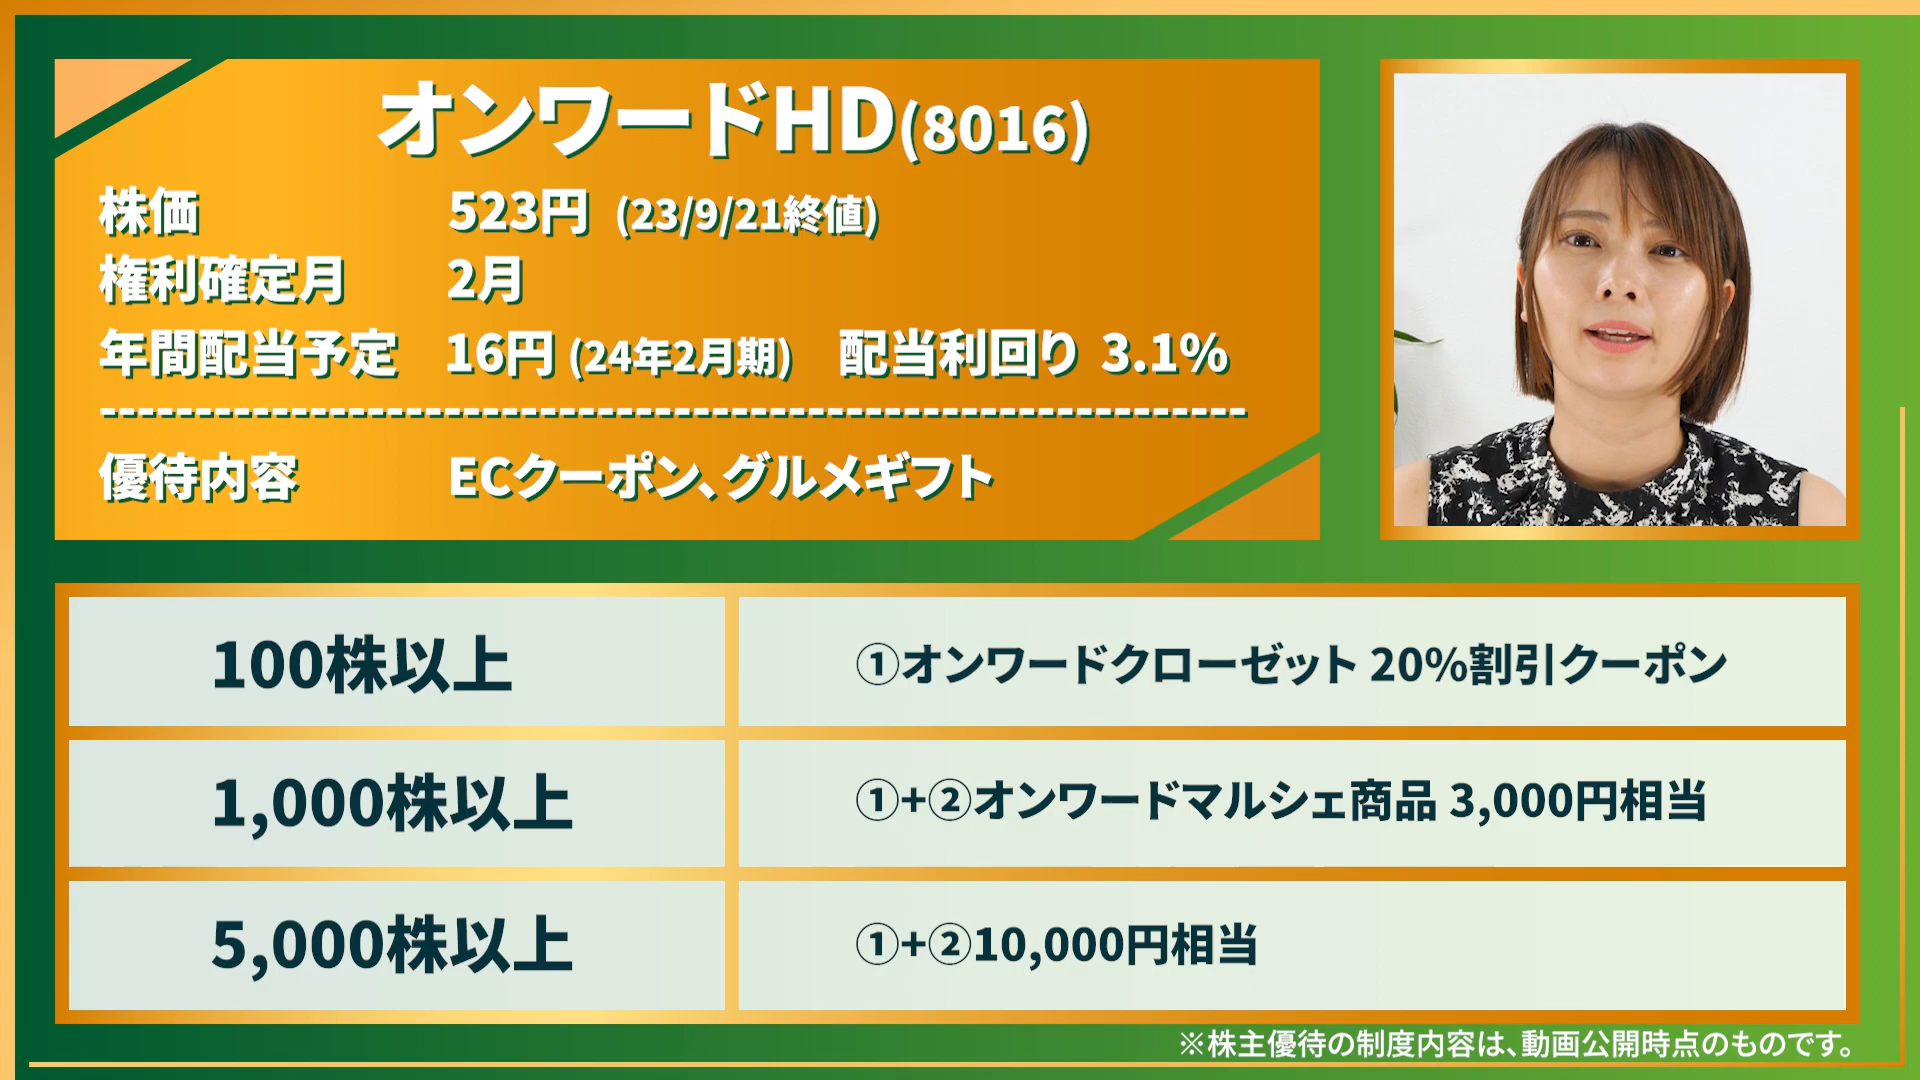 オンワードHD(8016)
株価 523円 (23/9/21終値)
権利確定月 2月
年間配当予定 16円 (24年2月期) 配当利回り 3.1%
優待内容 ECクーポン、グルメギフト
100株以上 ①オンワードクローゼット 20%割引クーポン
1,000株以上 ①+②オンワードマルシェ商品 3,000円相当
5,000株以上 ①+②10,000円相当
※株主優待の制度内容は、動画公開時点のものです。